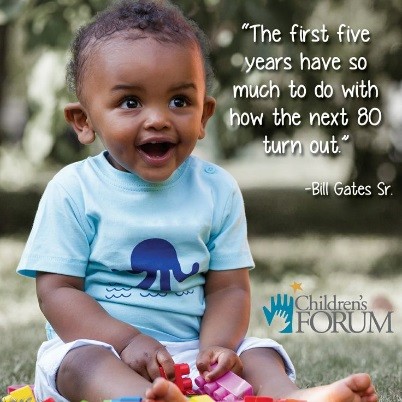 "The first five
years have so
much to do with
how the next 80
turn out."
-Bill Gates Sr.
Children's
FORUM